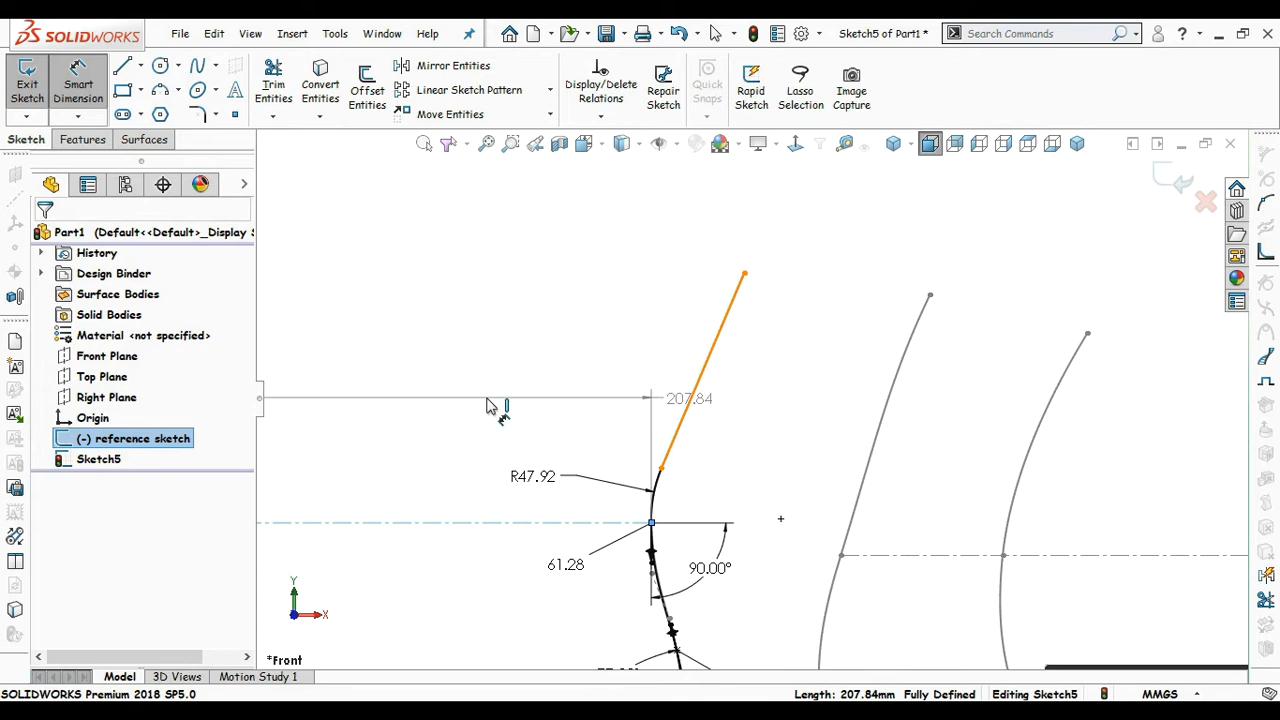 DS SOLIDWORKS File Edit View Insert Tools Window Help Sketch5 of Part1 * Search Commands ?
Exit Sketch Smart Dimension Trim Entities Convert Entities Offset Entities Mirror Entities Linear Sketch Pattern Move Entities Display/Delete Relations Repair Sketch Quick Snaps Rapid Sketch Lasso Selection Image Capture
Sketch Features Surfaces
Part1 (Default<<Default>_Display S
History
Design Binder
Surface Bodies
Solid Bodies
Material <not specified>
Front Plane
Top Plane
Right Plane
Origin
(-) reference sketch
Sketch5
207.84
R47.92
61.28
90.00°
Y
X
*Front
Model 3D Views Motion Study 1
SOLIDWORKS Premium 2018 SP5.0 Length: 207.84mm Fully Defined Editing Sketch5 MMGS